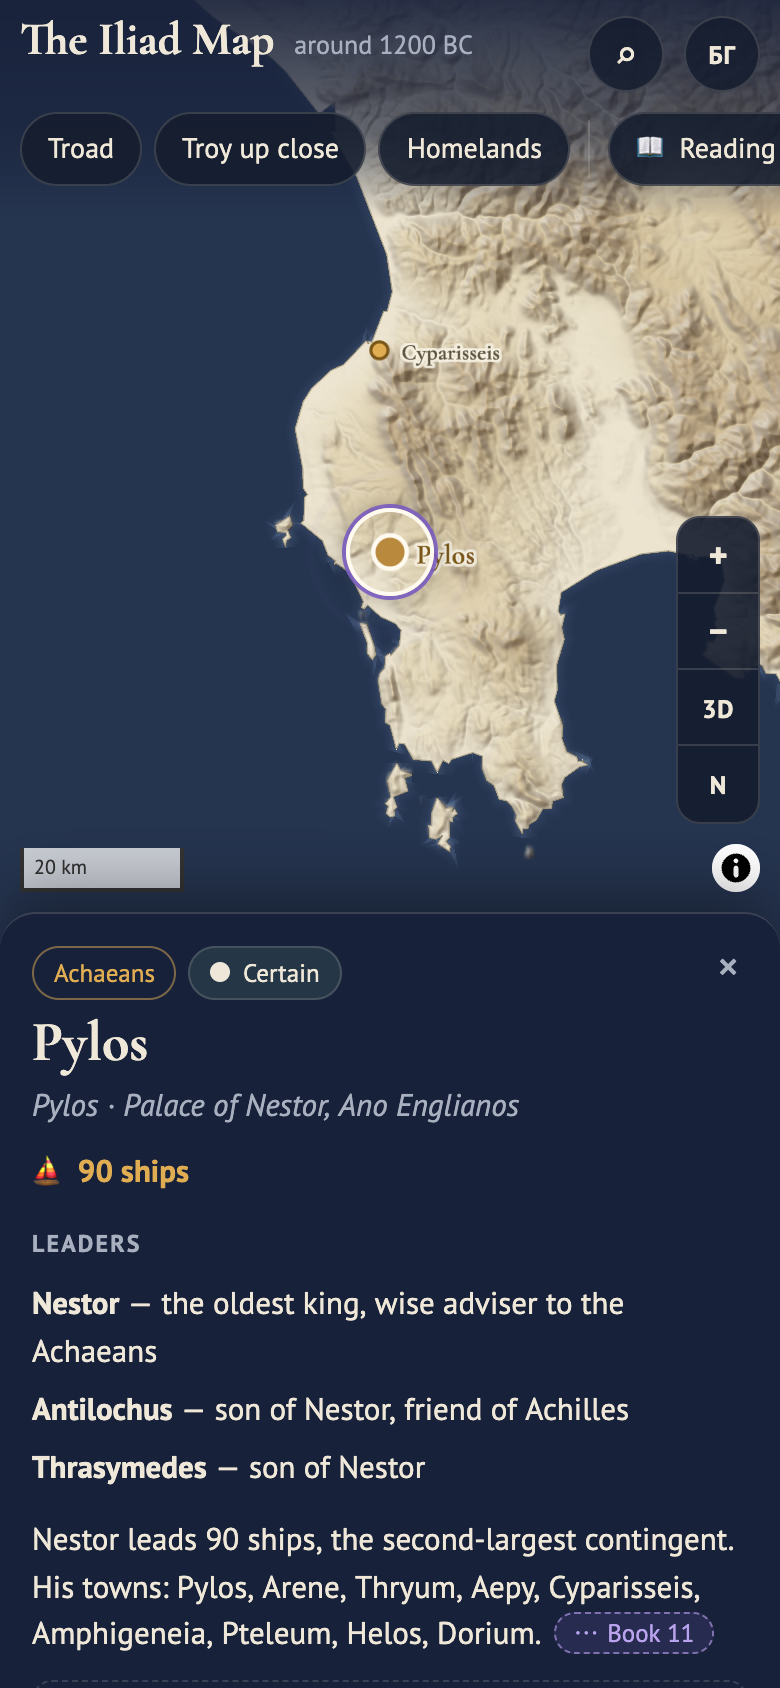 The Iliad Map around 1200 BC
БГ
Troad
Troy up close
Homelands
Reading
Cyparisseis
Pylos
+
−
3D
N
20 km
Achaeans
Certain
×
Pylos
Pylos · Palace of Nestor, Ano Englianos
90 ships
LEADERS
Nestor — the oldest king, wise adviser to the
Achaeans
Antilochus — son of Nestor, friend of Achilles
Thrasymedes — son of Nestor
Nestor leads 90 ships, the second-largest contingent.
His towns: Pylos, Arene, Thryum, Aepy, Cyparisseis,
Amphigeneia, Pteleum, Helos, Dorium. ··· Book 11